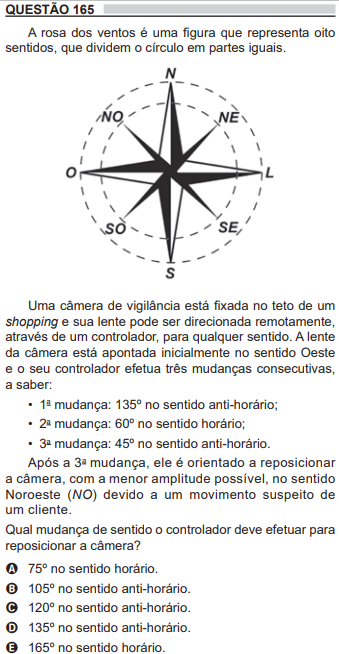 QUESTÃO 165
A rosa dos ventos é uma figura que representa oito
sentidos, que dividem o círculo em partes iguais.
N
NO
NE
O
L
SO
SE
S
Uma câmera de vigilância está fixada no teto de um
shopping e sua lente pode ser direcionada remotamente,
através de um controlador, para qualquer sentido. A lente
da câmera está apontada inicialmente no sentido Oeste
e o seu controlador efetua três mudanças consecutivas,
a saber:
• 1ª mudança: 135º no sentido anti-horário;
• 2ª mudança: 60º no sentido horário;
• 3ª mudança: 45º no sentido anti-horário.
Após a 3ª mudança, ele é orientado a reposicionar
a câmera, com a menor amplitude possível, no sentido
Noroeste (NO) devido a um movimento suspeito de
um cliente.
Qual mudança de sentido o controlador deve efetuar para
reposicionar a câmera?
A 75º no sentido horário.
B 105º no sentido anti-horário.
C 120º no sentido anti-horário.
D 135º no sentido anti-horário.
E 165º no sentido horário.